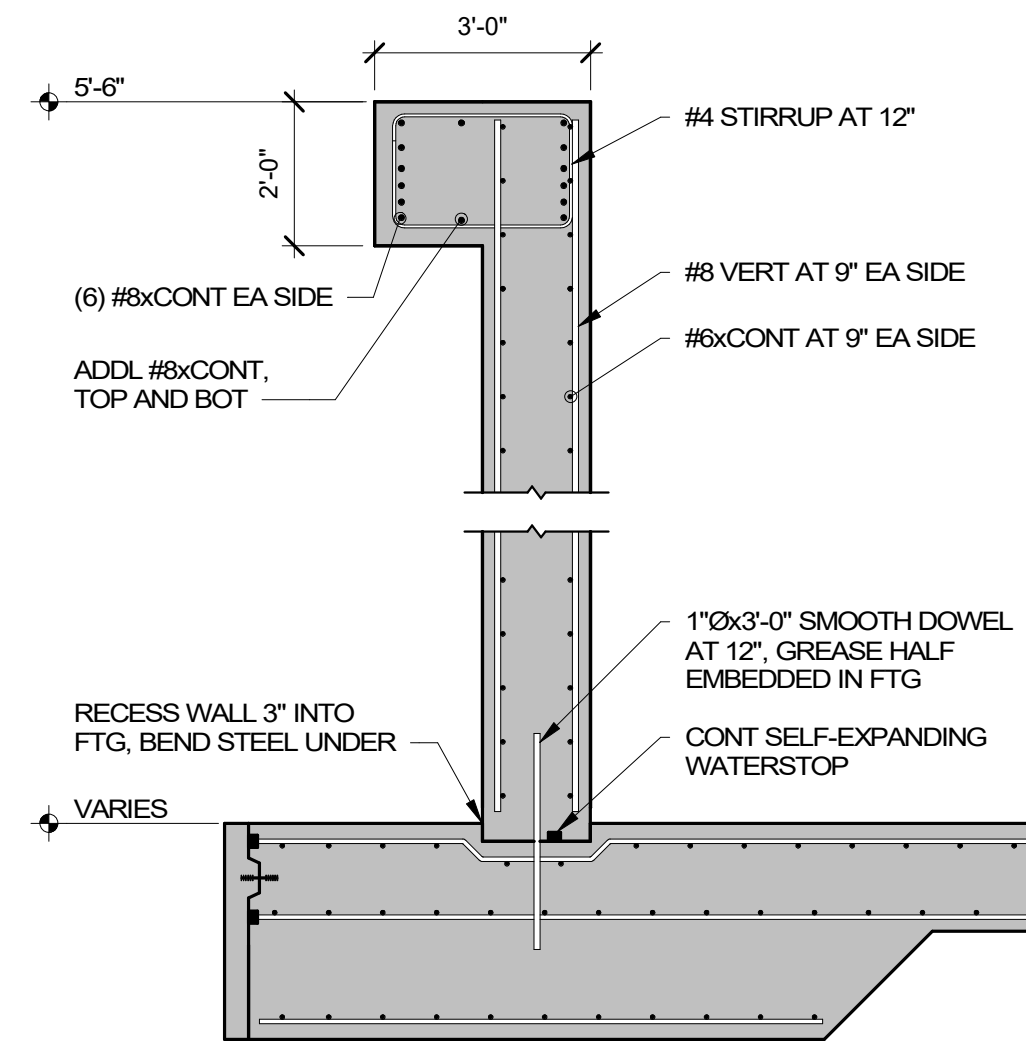 3'-0"
5'-6"
2'-0"
#4 STIRRUP AT 12"
#8 VERT AT 9" EA SIDE
(6) #8xCONT EA SIDE
#6xCONT AT 9" EA SIDE
ADDL #8xCONT,
TOP AND BOT
1"Øx3'-0" SMOOTH DOWEL
AT 12", GREASE HALF
EMBEDDED IN FTG
RECESS WALL 3" INTO
FTG, BEND STEEL UNDER
CONT SELF-EXPANDING
WATERSTOP
VARIES